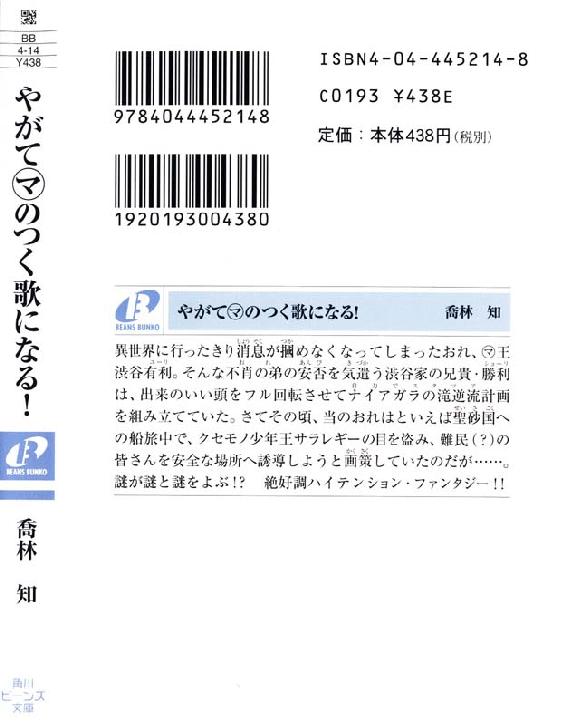 BB
4-14
Y438
やがて㋮のつく歌になる!
BEANS BUNKO
喬林 知
角川
ビーンズ
文庫
9784044452148
1920193004380
ISBN4-04-445214-8
C0193 ¥438E
定価:本体438円(税別)
BEANS BUNKO
やがて㋮のつく歌になる! 喬林 知
異世界に行ったきり消息が摑めなくなってしまったおれ、㋮王
渋谷有利。そんな不肖の弟の安否を気遣う渋谷家の兄貴・勝利
は、出来のいい頭をフル回転させてナイアガラの滝逆流計画
を組み立てていた。さてその頃、当のおれはといえば聖砂国へ
の船旅中で、クセモノ少年王サラレギーの目を盗み、難民(?)の
皆さんを安全な場所へ誘導しようと画策していたのだが……。
謎が謎と謎をよぶ!? 絶好調ハイテンション・ファンタジー!!